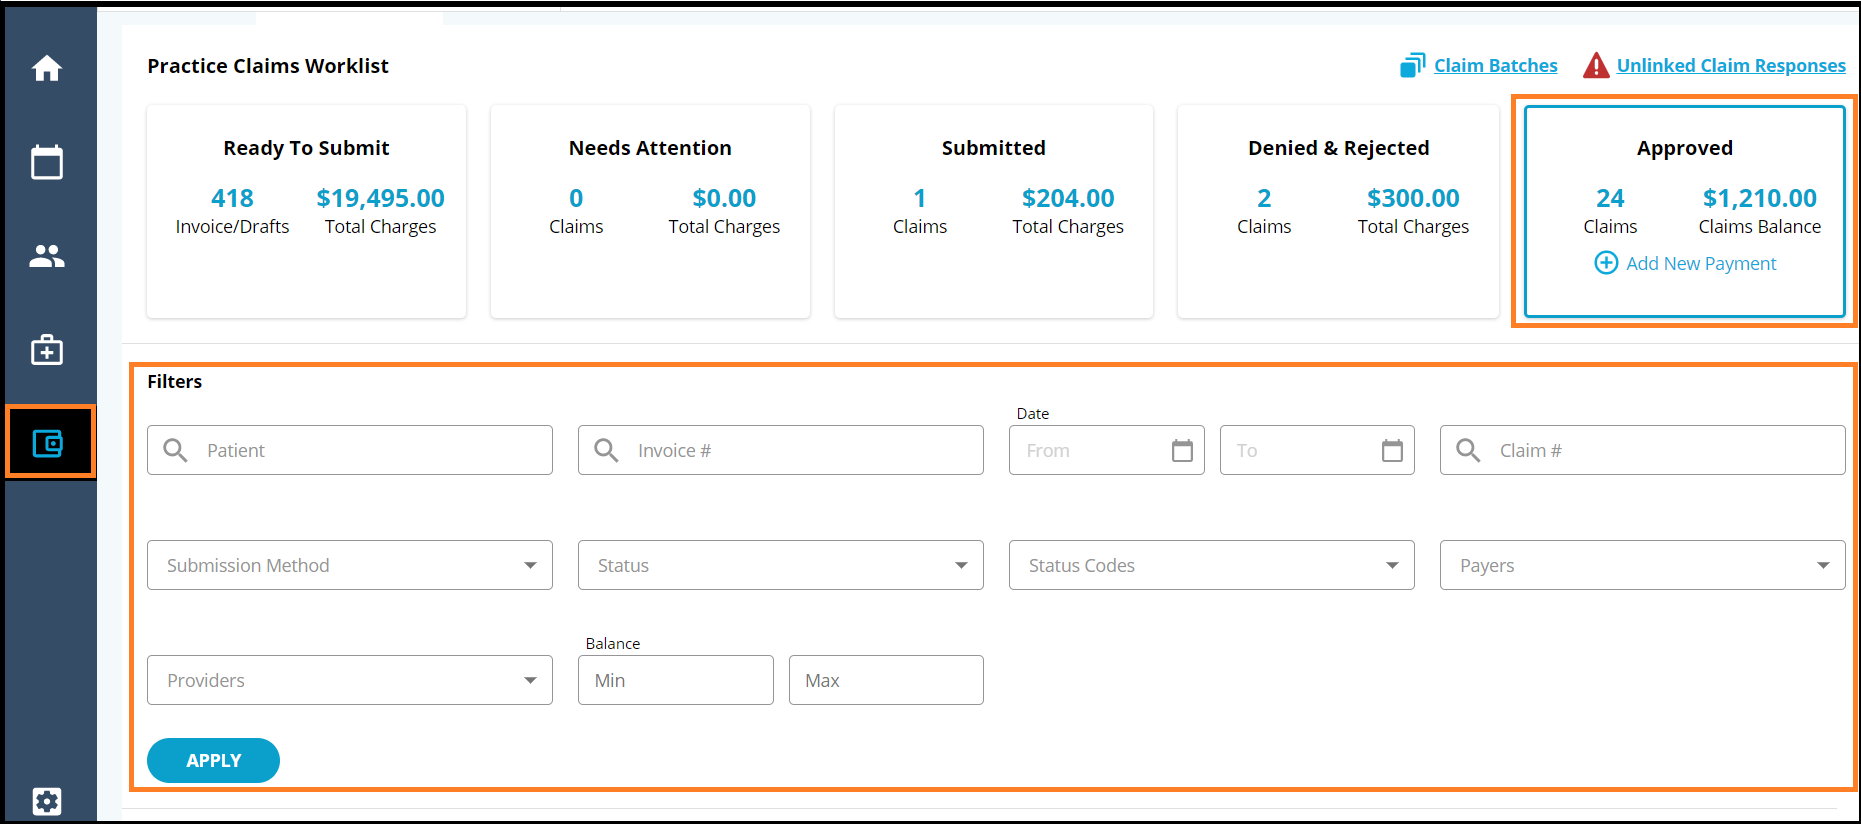 Practice Claims Worklist
Claim Batches
Unlinked Claim Responses
Ready To Submit
418
$19,495.00
Invoice/Drafts
Total Charges
Needs Attention
0
$0.00
Claims
Total Charges
Submitted
1
$204.00
Claims
Total Charges
Denied & Rejected
2
$300.00
Claims
Total Charges
Approved
24
$1,210.00
Claims
Claims Balance
Add New Payment
Filters
Patient
Invoice #
Date
From
To
Claim #
Submission Method
Status
Status Codes
Payers
Providers
Balance
Min
Max
APPLY